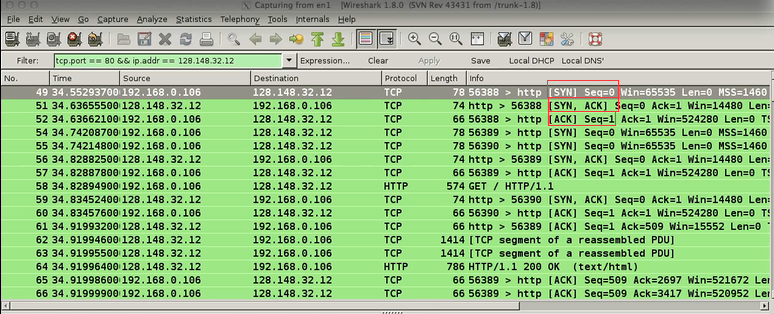 Capturing from en1 [Wireshark 1.8.0 (SVN Rev 43431 from /trunk-1.8)]
File Edit View Go Capture Analyze Statistics Telephony Tools Internals Help
Filter: tcp.port == 80 && ip.addr == 128.148.32.12 Expression... Clear Apply Save Local DHCP Local DNS'
No. Time Source Destination Protocol Length Info
49 34.55293700 192.168.0.106 128.148.32.12 TCP 78 56388 > http [SYN] Seq=0 Win=65535 Len=0 MSS=1460
51 34.63655500 128.148.32.12 192.168.0.106 TCP 74 http > 56388 [SYN, ACK] Seq=0 Ack=1 Win=14480 Len=
52 34.63662100 192.168.0.106 128.148.32.12 TCP 66 56388 > http [ACK] Seq=1 Ack=1 Win=524280 Len=0 TS
54 34.74208700 192.168.0.106 128.148.32.12 TCP 78 56389 > http [SYN] Seq=0 Win=65535 Len=0 MSS=1460
55 34.74214800 192.168.0.106 128.148.32.12 TCP 78 56390 > http [SYN] Seq=0 Win=65535 Len=0 MSS=1460
56 34.82882500 128.148.32.12 192.168.0.106 TCP 74 http > 56389 [SYN, ACK] Seq=0 Ack=1 Win=14480 Len=
57 34.82887800 192.168.0.106 128.148.32.12 TCP 66 56389 > http [ACK] Seq=1 Ack=1 Win=524280 Len=0 TS
58 34.82894900 192.168.0.106 128.148.32.12 HTTP 574 GET / HTTP/1.1
59 34.83452400 128.148.32.12 192.168.0.106 TCP 74 http > 56390 [SYN, ACK] Seq=0 Ack=1 Win=14480 Len=
60 34.83457600 192.168.0.106 128.148.32.12 TCP 66 56390 > http [ACK] Seq=1 Ack=1 Win=524280 Len=0 TS
61 34.91993200 128.148.32.12 192.168.0.106 TCP 66 http > 56389 [ACK] Seq=1 Ack=509 Win=15552 Len=0 T
62 34.91994600 128.148.32.12 192.168.0.106 TCP 1414 [TCP segment of a reassembled PDU]
63 34.91995500 128.148.32.12 192.168.0.106 TCP 1414 [TCP segment of a reassembled PDU]
64 34.91996400 128.148.32.12 192.168.0.106 HTTP 786 HTTP/1.1 200 OK (text/html)
65 34.91998600 192.168.0.106 128.148.32.12 TCP 66 56389 > http [ACK] Seq=509 Ack=2697 Win=521672 Len
66 34.91999900 192.168.0.106 128.148.32.12 TCP 66 56389 > http [ACK] Seq=509 Ack=3417 Win=520952 Len